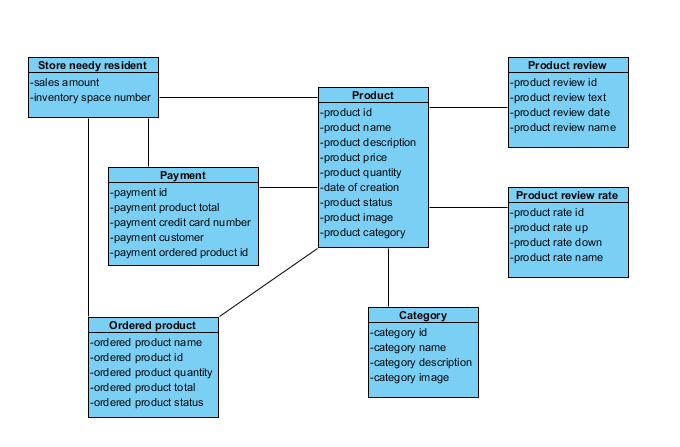 Store needy resident
-sales amount
-inventory space number
Product
-product id
-product name
-product description
-product price
-product quantity
-date of creation
-product status
-product image
-product category
Product review
-product review id
-product review text
-product review date
-product review name
Payment
-payment id
-payment product total
-payment credit card number
-payment customer
-payment ordered product id
Product review rate
-product rate id
-product rate up
-product rate down
-product rate name
Ordered product
-ordered product name
-ordered product id
-ordered product quantity
-ordered product total
-ordered product status
Category
-category id
-category name
-category description
-category image